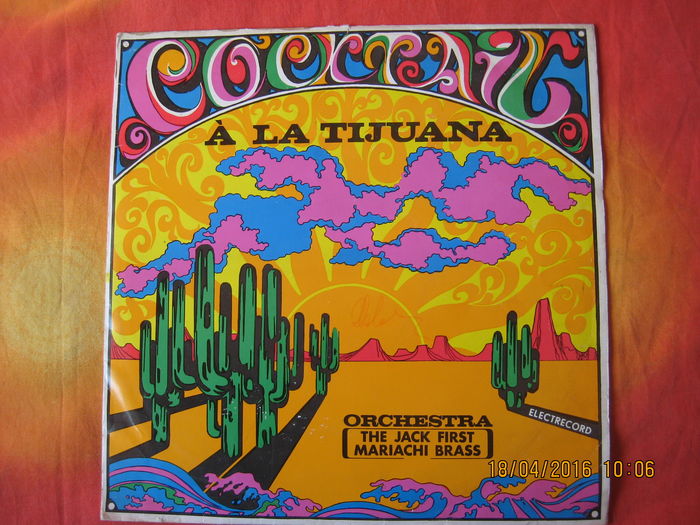 COCKTAIL
À LA TIJUANA
ORCHESTRA
THE JACK FIRST
MARIACHI BRASS
ELECTRECORD
18/04/2016 10:06